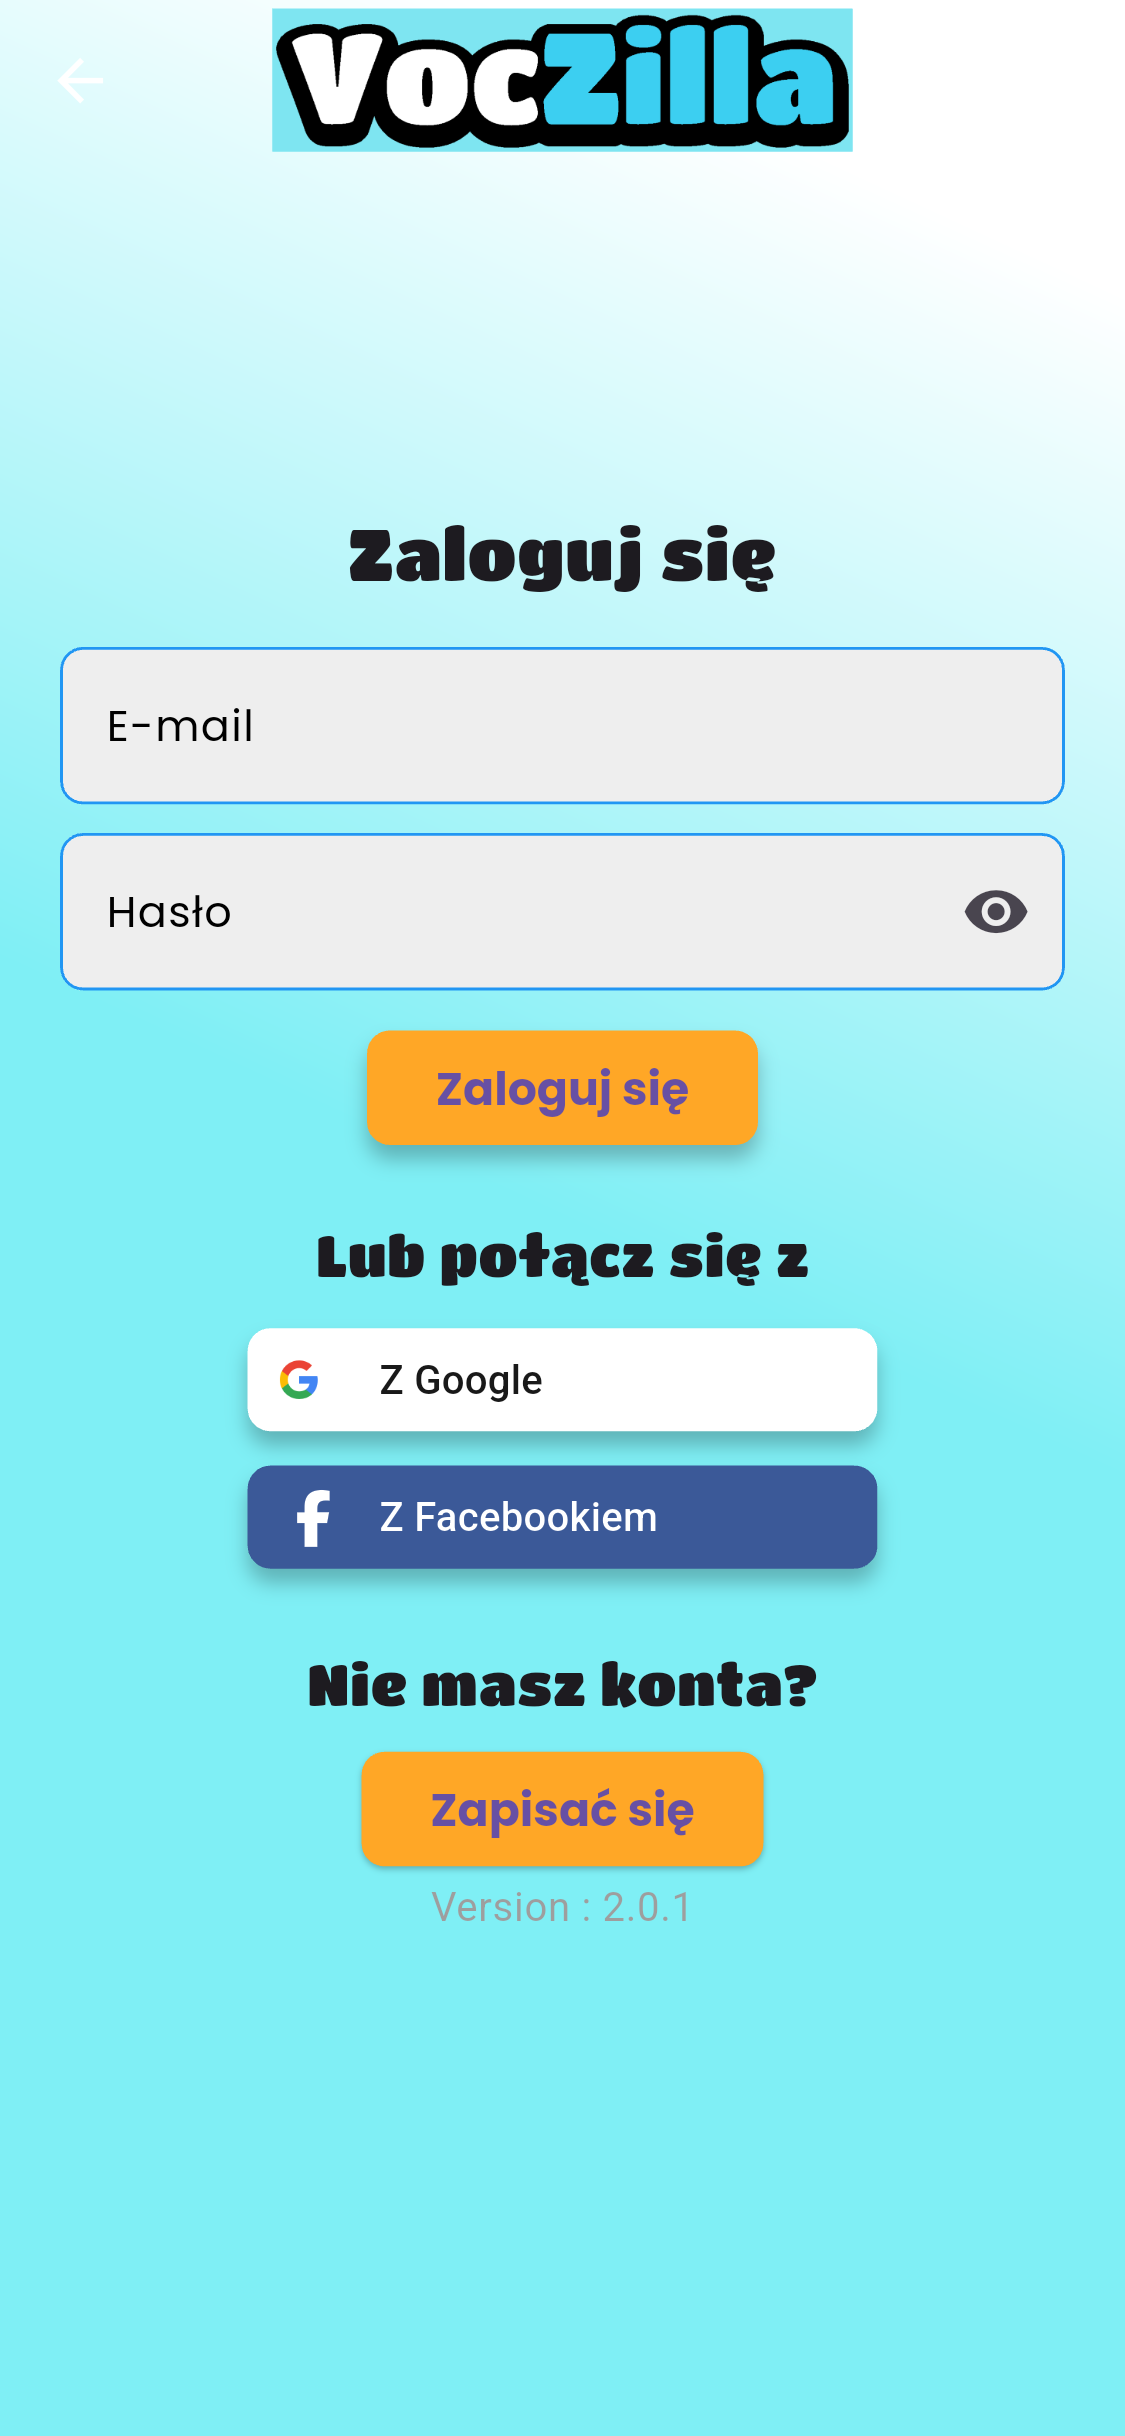 VocZilla
Zaloguj się
E-mail
Hasło
Zaloguj się
Lub połącz się z
Z Google
Z Facebookiem
Nie masz konta?
Zapisać się
Version : 2.0.1